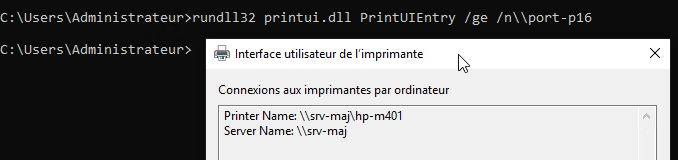 C:\Users\Administrateur>rundll32 printui.dll PrintUIEntry /ge /n\\port-p16
C:\Users\Administrateur>
Interface utilisateur de l'imprimante
Connexions aux imprimantes par ordinateur
Printer Name: \\srv-maj\hp-m401
Server Name: \\srv-maj